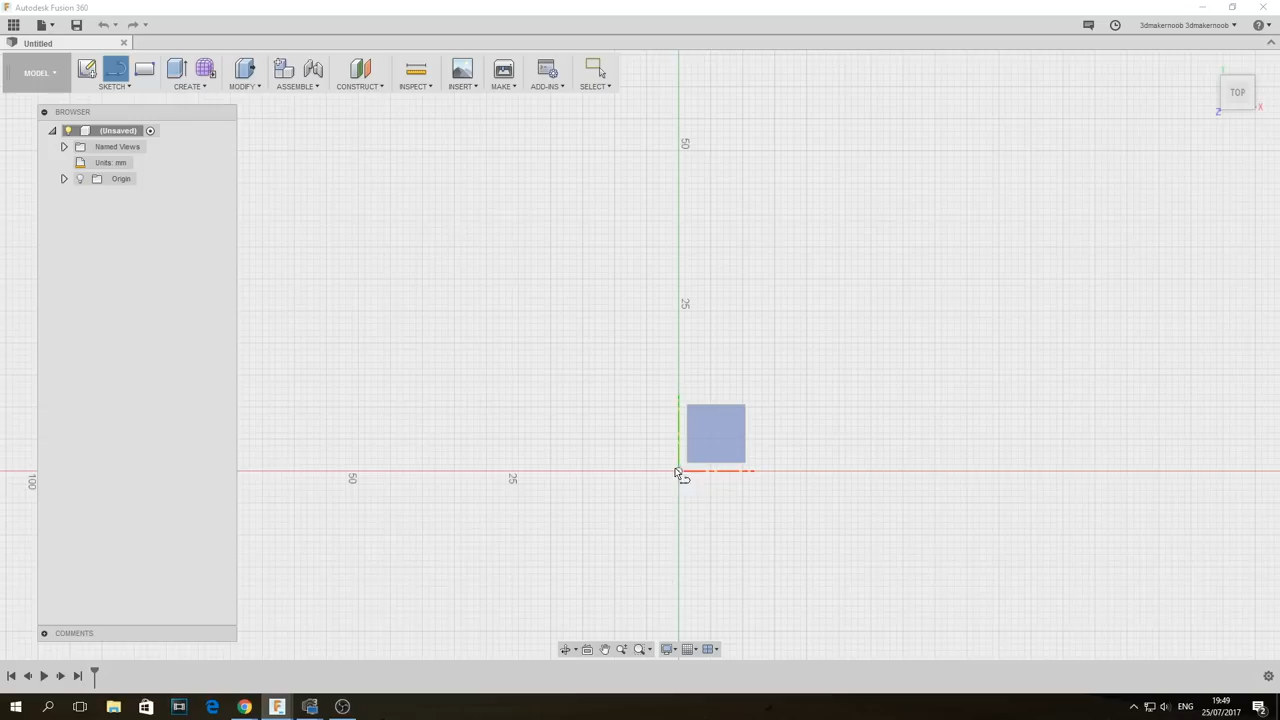 Autodesk Fusion 360
3dmakernoob 3dmakernoob
Untitled
MODEL
SKETCH
CREATE
MODIFY
ASSEMBLE
CONSTRUCT
INSPECT
INSERT
MAKE
ADD-INS
SELECT
TOP
Y
X
Z
BROWSER
(Unsaved)
Named Views
Units: mm
Origin
50
25
100
50
25
COMMENTS
19:49
ENG
25/07/2017
2